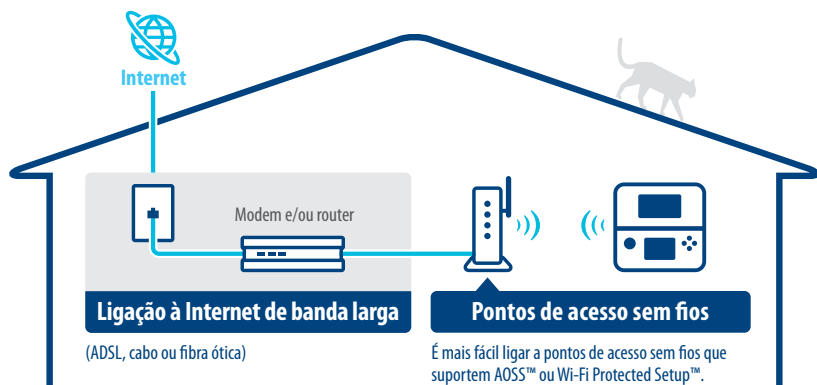 Internet
Modem e/ou router
Ligação à Internet de banda larga
(ADSL, cabo ou fibra ótica)
Pontos de acesso sem fios
É mais fácil ligar a pontos de acesso sem fios que
suportem AOSS™ ou Wi-Fi Protected Setup™.